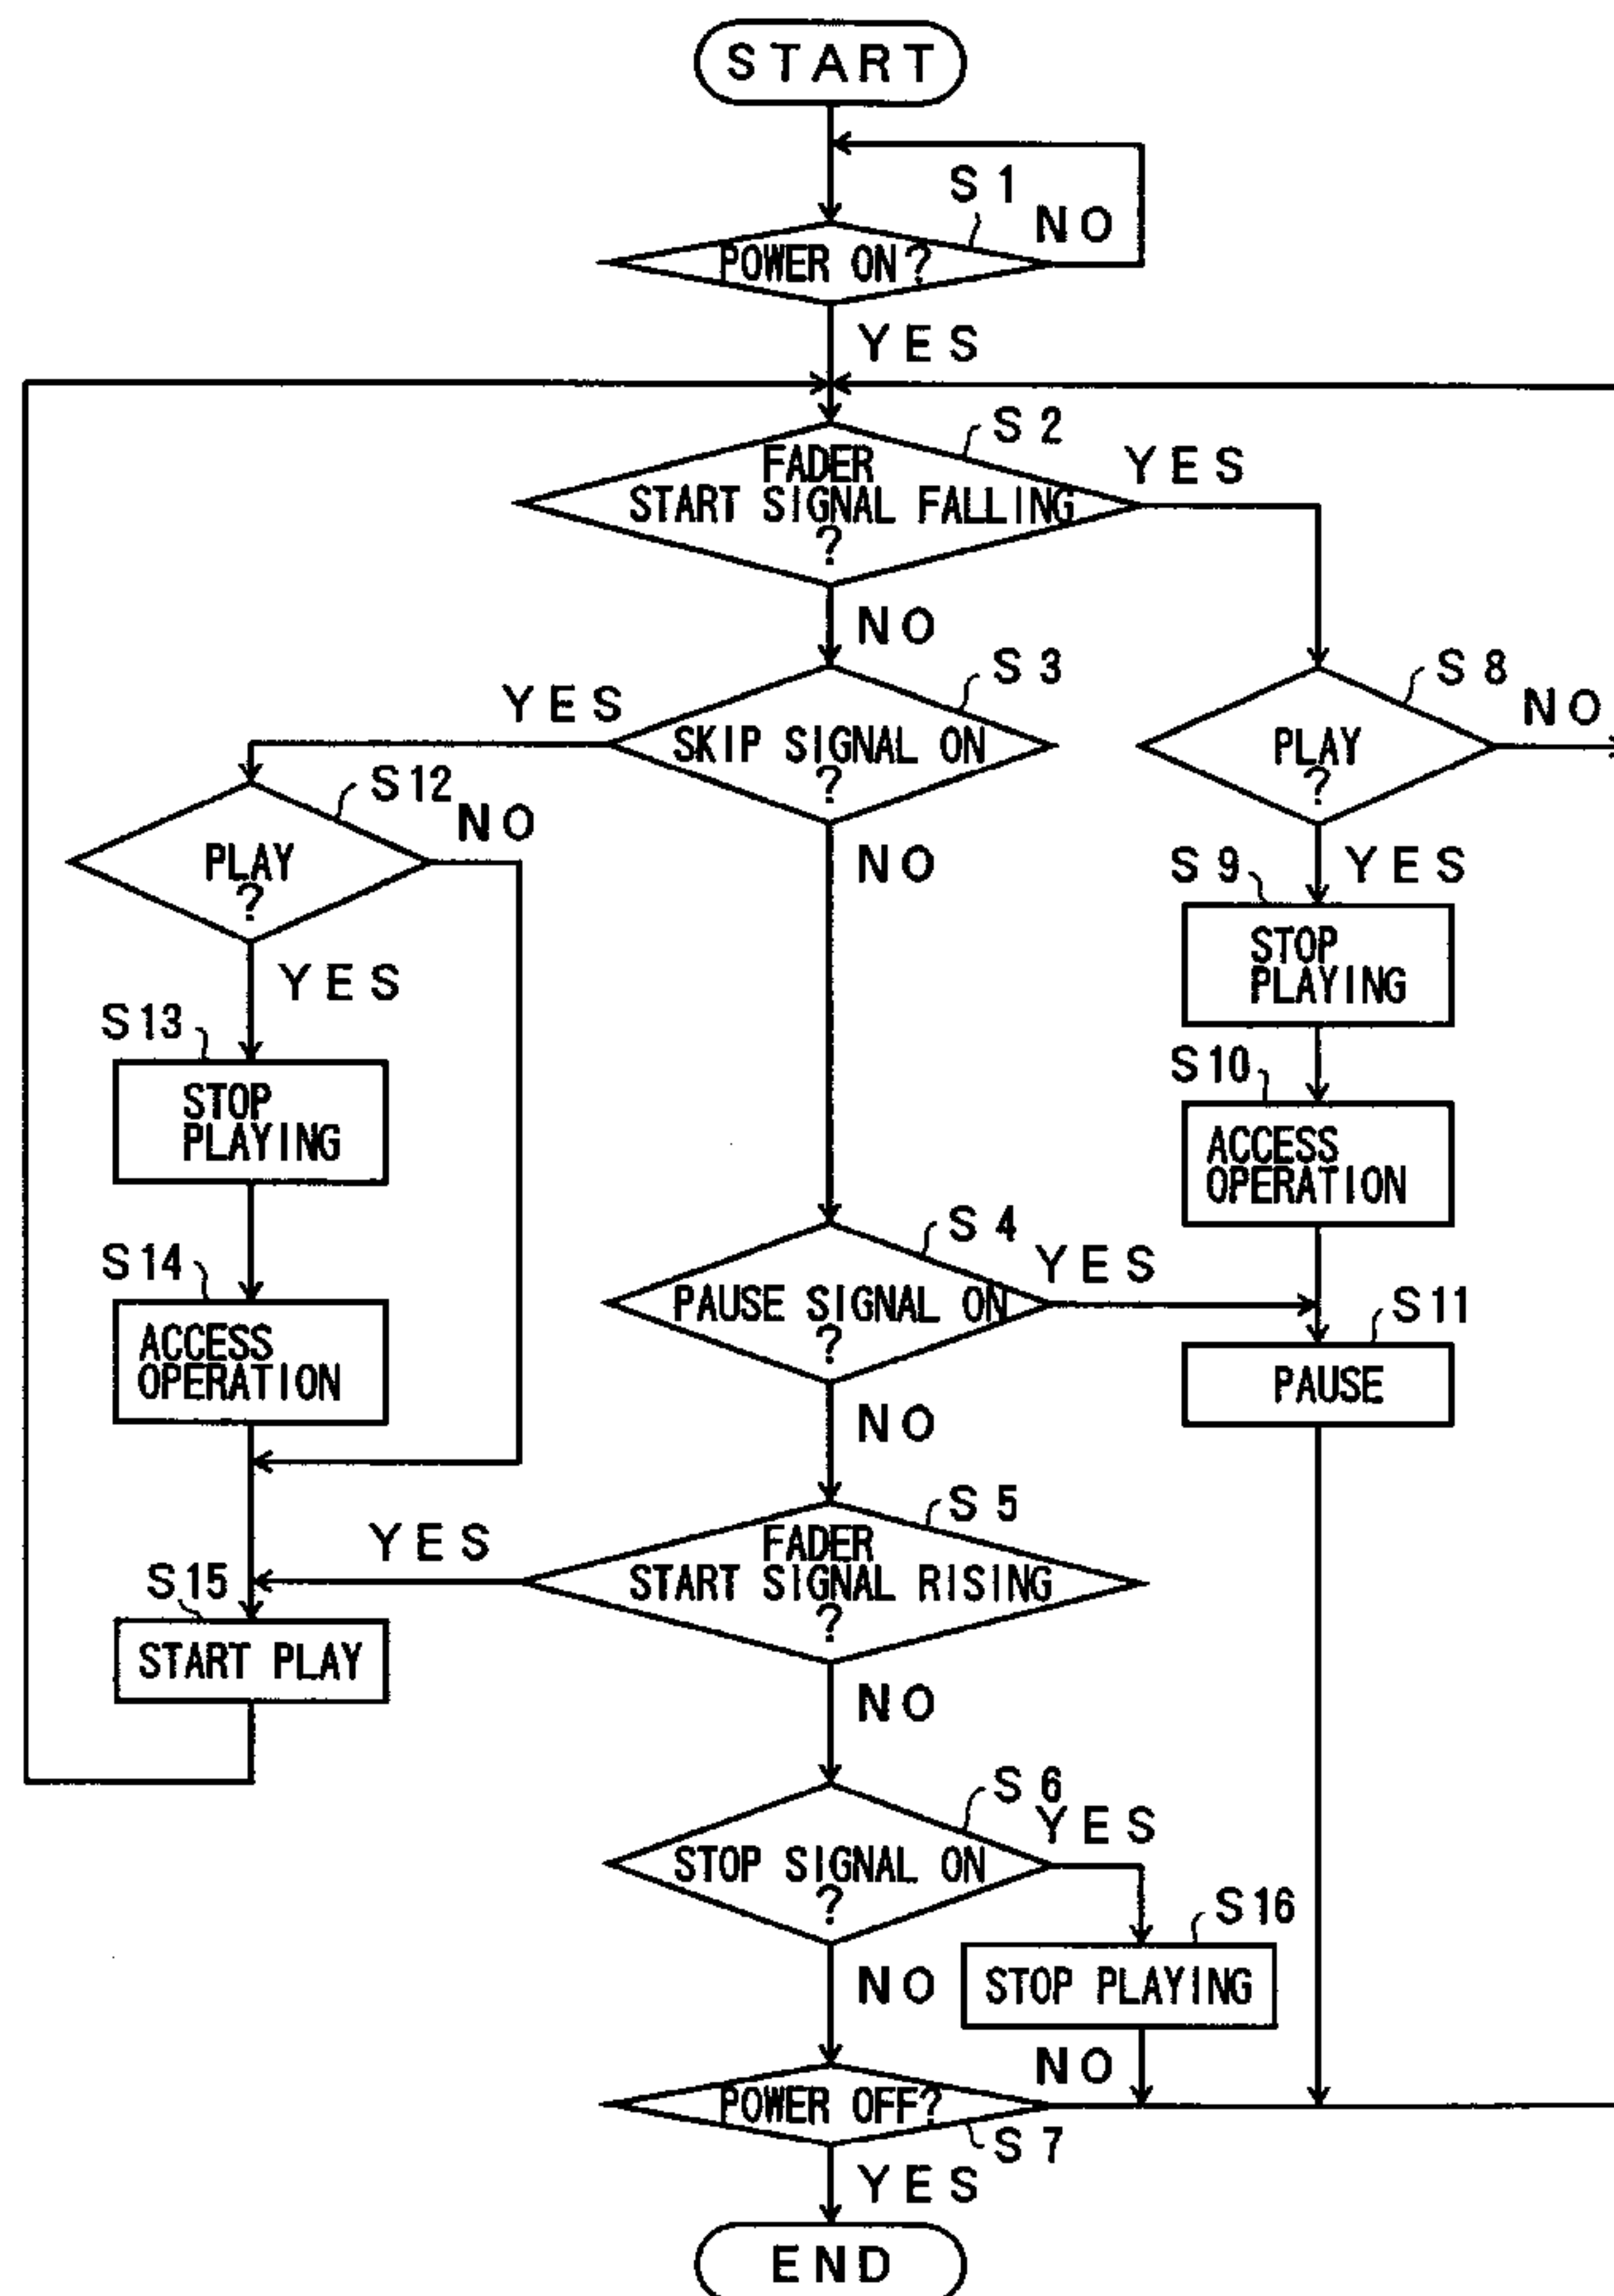 START
S1
NO
POWER ON?
YES
S2
FADER
START SIGNAL FALLING
?
YES
NO
S3
YES
SKIP SIGNAL ON
?
S8
NO
PLAY
?
S12
NO
PLAY
?
NO
S9
YES
STOP
PLAYING
YES
S13
STOP
PLAYING
S10
ACCESS
OPERATION
S14
ACCESS
OPERATION
S4
YES
PAUSE SIGNAL ON
?
S11
PAUSE
NO
S5
YES
FADER
START SIGNAL RISING
?
S15
START PLAY
NO
S6
YES
STOP SIGNAL ON
?
S16
STOP PLAYING
NO
NO
POWER OFF?
S7
YES
END